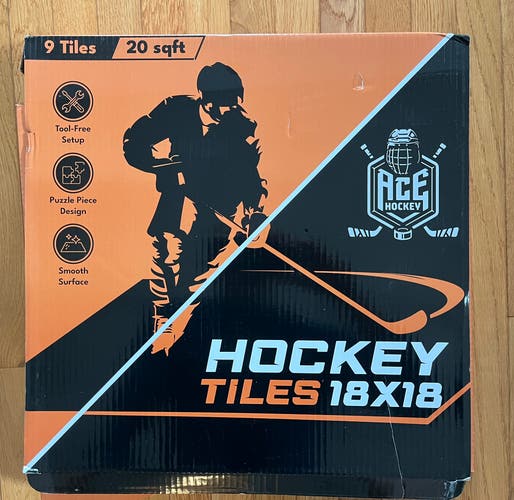 9 Tiles 20 sqft
Tool-Free
Setup
Puzzle Piece
Design
Smooth
Surface
ACE
HOCKEY
HOCKEY
TILES 18X18